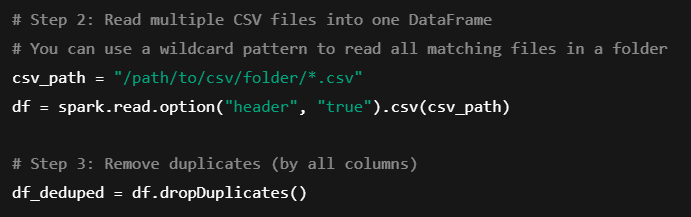 # Step 2: Read multiple CSV files into one DataFrame
# You can use a wildcard pattern to read all matching files in a folder
csv_path = "/path/to/csv/folder/*.csv"
df = spark.read.option("header", "true").csv(csv_path)
# Step 3: Remove duplicates (by all columns)
df_deduped = df.dropDuplicates()